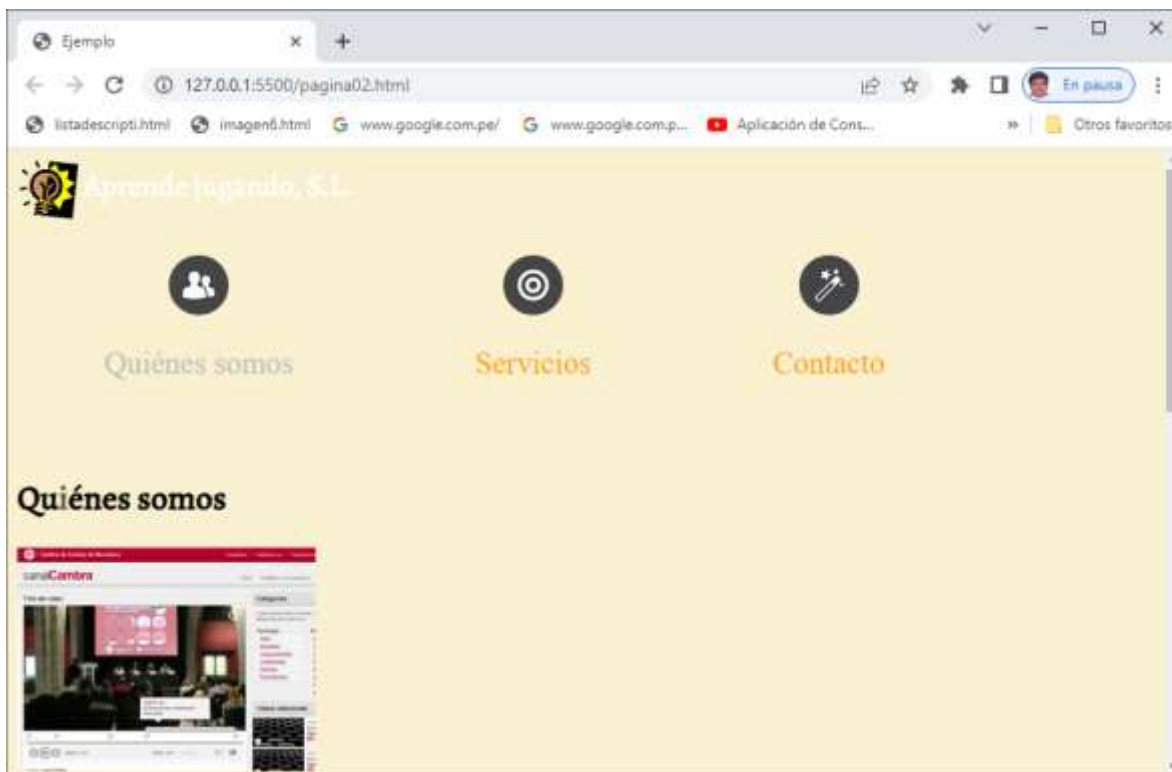 Ejemplo
127.0.0.1:5500/pagina02.html
En pausa
listadescripti.html imagen6.html www.google.com.pe/ www.google.com.p... Aplicación de Cons... » Otros favoritos
Aprende jugando, S.L.
Quiénes somos Servicios Contacto
Quiénes somos
canalCambra